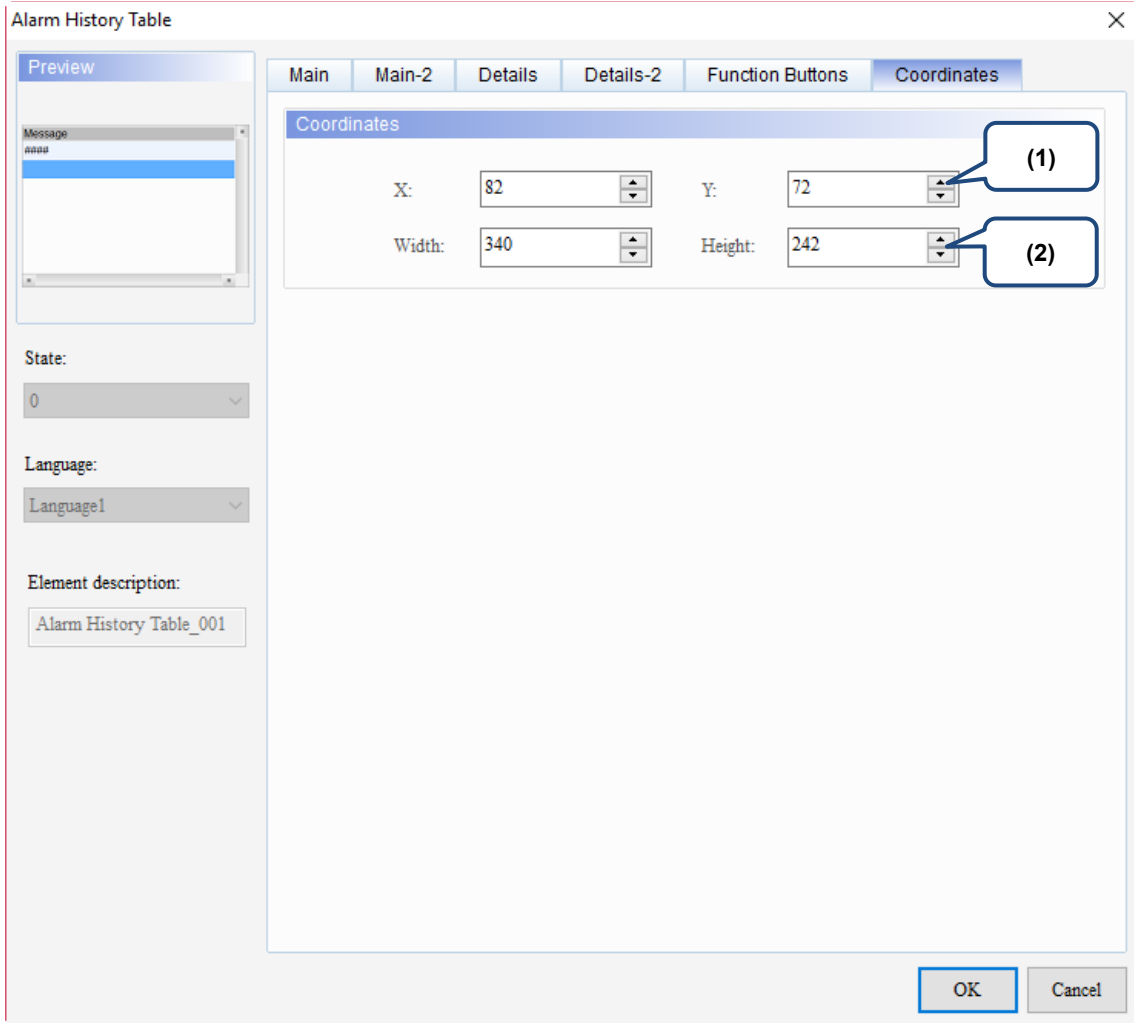 Alarm History Table
Preview
Message
####
State:
0
Language:
Language1
Element description:
Alarm History Table_001
Main Main-2 Details Details-2 Function Buttons Coordinates
Coordinates
X: 82 Y: 72
(1)
Width: 340 Height: 242
(2)
OK Cancel